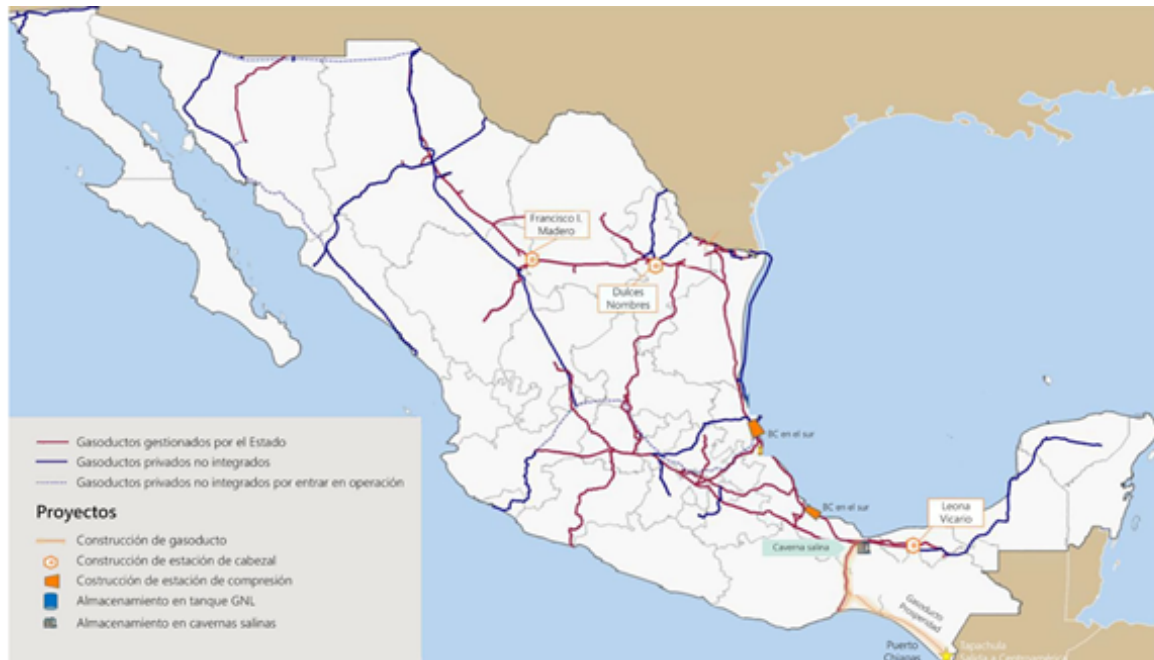 Francisco I.
Madero
Dulces
Nombres
BC en el sur
BC en el sur
Leona
Vicario
Caverna salina
Gasoducto
Prosperidad
Puerto
Chiapas
Tapachula
Salida a Centroamérica
Gasoductos gestionados por el Estado
Gasoductos privados no integrados
Gasoductos privados no integrados por entrar en operación
Proyectos
Construcción de gasoducto
Construcción de estación de cabezal
Costrucción de estación de compresión
Almacenamiento en tanque GNL
Almacenamiento en cavernas salinas